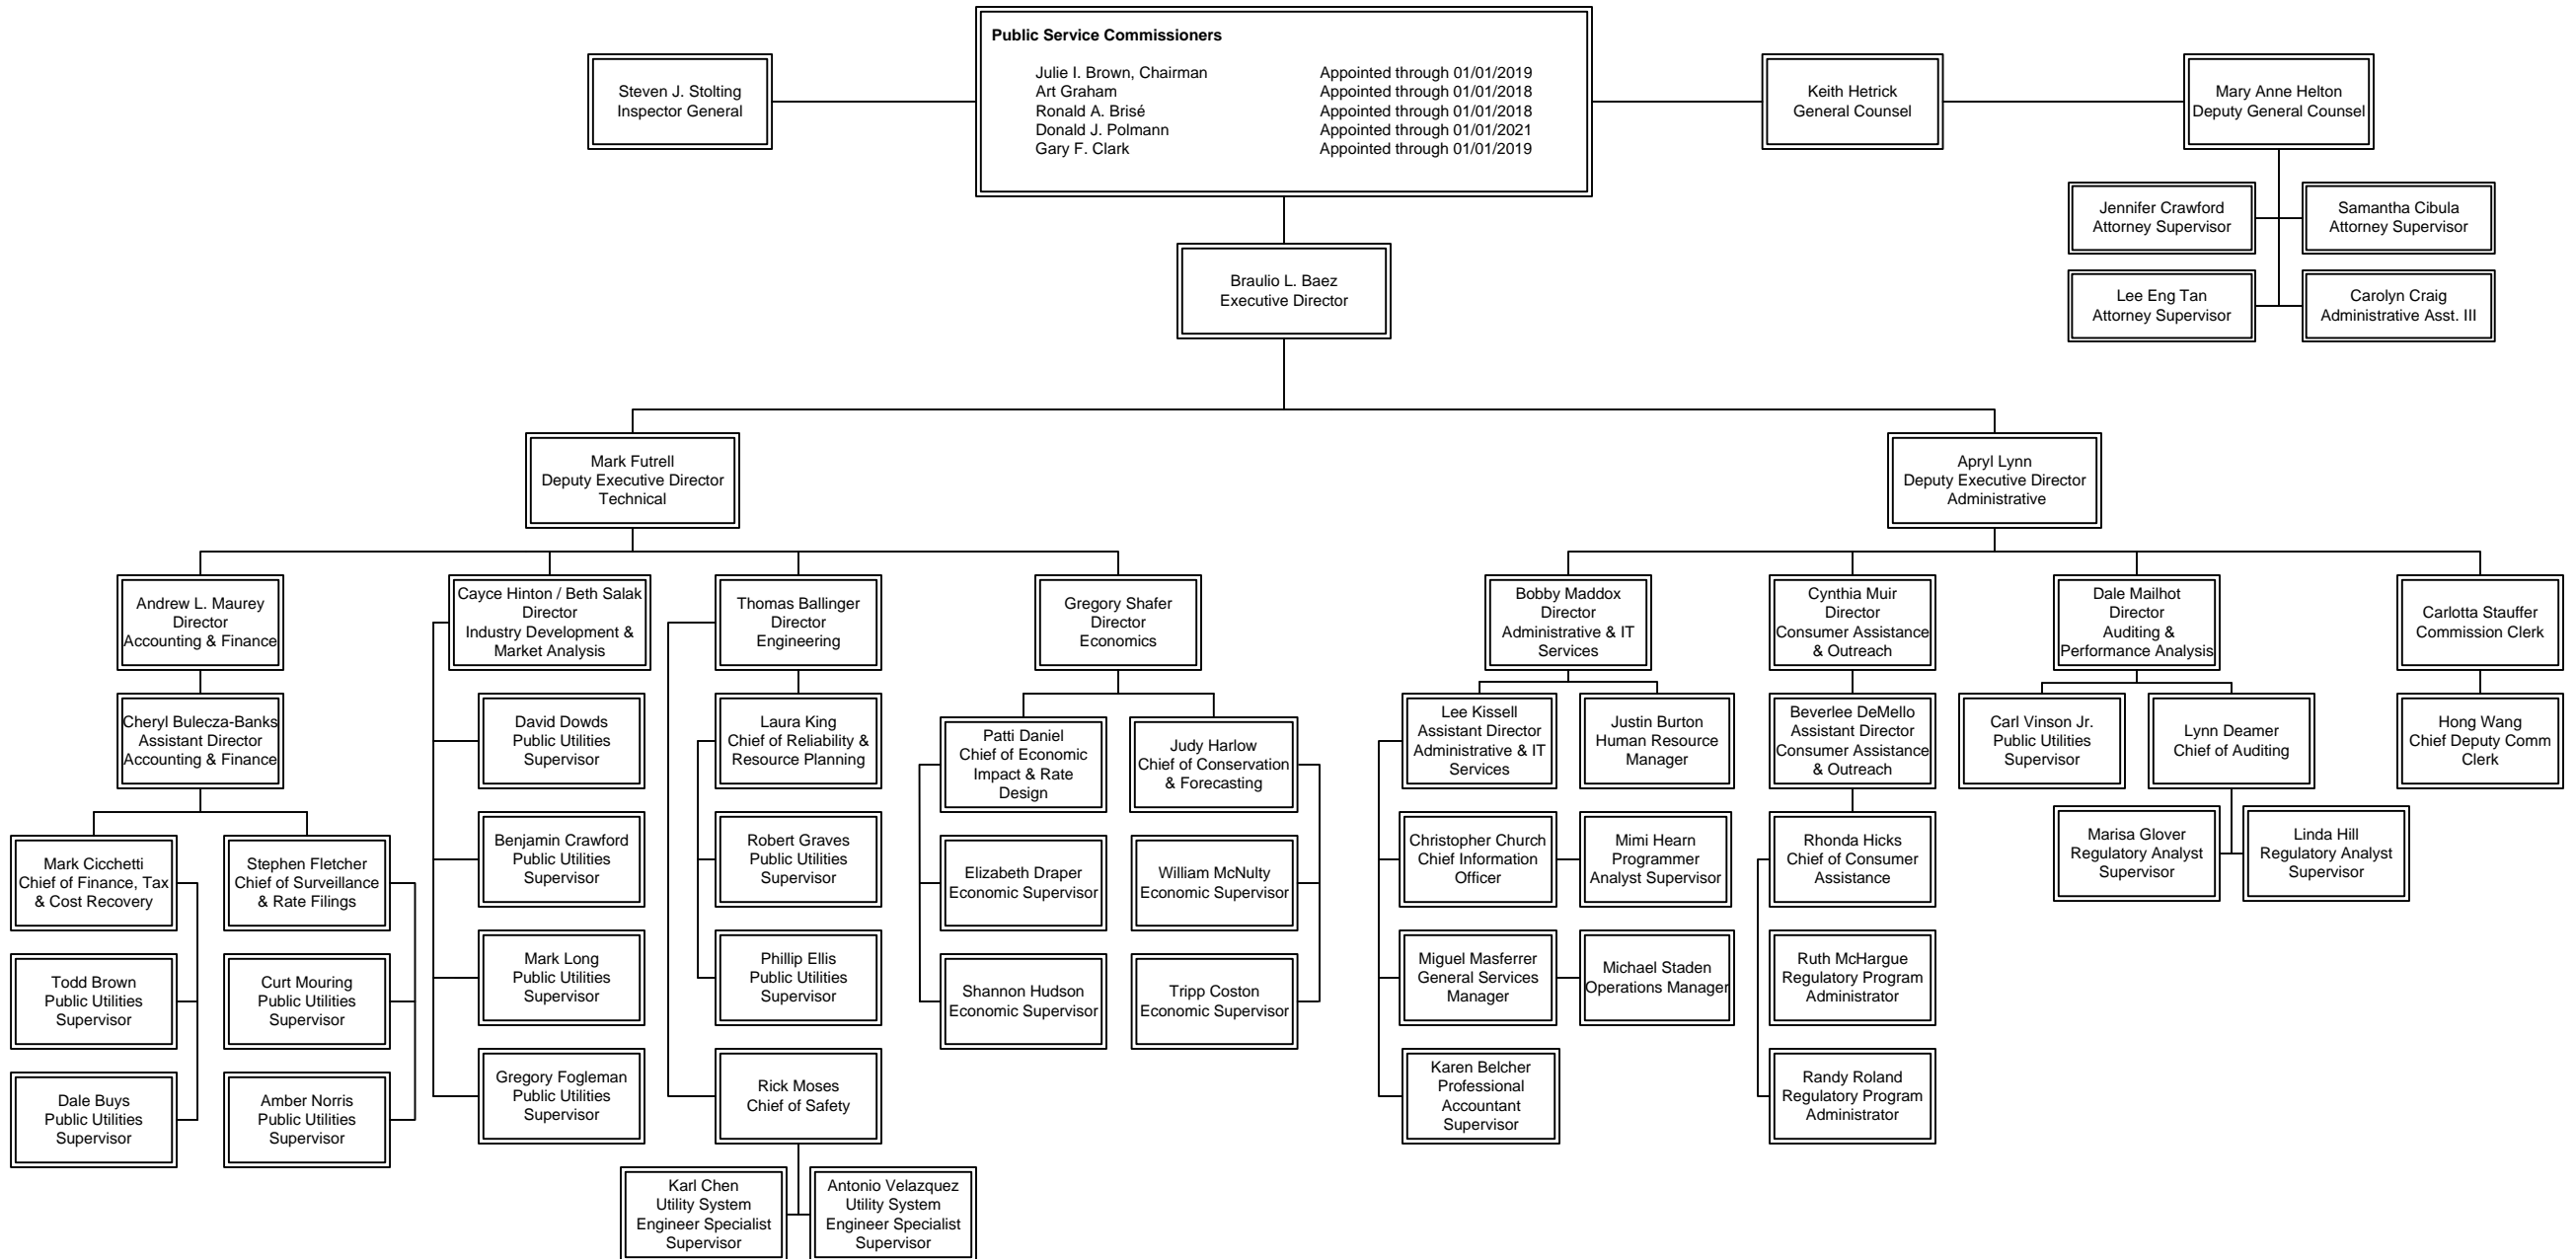 Public Service Commissioners
Julie I. Brown, Chairman Appointed through 01/01/2019
Art Graham Appointed through 01/01/2018
Ronald A. Brisé Appointed through 01/01/2018
Donald J. Polmann Appointed through 01/01/2021
Gary F. Clark Appointed through 01/01/2019
Steven J. Stolting
Inspector General
Keith Hetrick
General Counsel
Mary Anne Helton
Deputy General Counsel
Jennifer Crawford
Attorney Supervisor
Samantha Cibula
Attorney Supervisor
Lee Eng Tan
Attorney Supervisor
Carolyn Craig
Administrative Asst. III
Braulio L. Baez
Executive Director
Mark Futrell
Deputy Executive Director
Technical
Apryl Lynn
Deputy Executive Director
Administrative
Andrew L. Maurey
Director
Accounting & Finance
Cayce Hinton / Beth Salak
Director
Industry Development &
Market Analysis
Thomas Ballinger
Director
Engineering
Gregory Shafer
Director
Economics
Bobby Maddox
Director
Administrative & IT
Services
Cynthia Muir
Director
Consumer Assistance
& Outreach
Dale Mailhot
Director
Auditing &
Performance Analysis
Carlotta Stauffer
Commission Clerk
Cheryl Bulecza-Banks
Assistant Director
Accounting & Finance
David Dowds
Public Utilities
Supervisor
Laura King
Chief of Reliability &
Resource Planning
Patti Daniel
Chief of Economic
Impact & Rate
Design
Judy Harlow
Chief of Conservation
& Forecasting
Lee Kissell
Assistant Director
Administrative & IT
Services
Justin Burton
Human Resource
Manager
Beverlee DeMello
Assistant Director
Consumer Assistance
& Outreach
Carl Vinson Jr.
Public Utilities
Supervisor
Lynn Deamer
Chief of Auditing
Hong Wang
Chief Deputy Comm
Clerk
Mark Cicchetti
Chief of Finance, Tax
& Cost Recovery
Stephen Fletcher
Chief of Surveillance
& Rate Filings
Benjamin Crawford
Public Utilities
Supervisor
Robert Graves
Public Utilities
Supervisor
Elizabeth Draper
Economic Supervisor
William McNulty
Economic Supervisor
Christopher Church
Chief Information
Officer
Mimi Hearn
Programmer
Analyst Supervisor
Rhonda Hicks
Chief of Consumer
Assistance
Marisa Glover
Regulatory Analyst
Supervisor
Linda Hill
Regulatory Analyst
Supervisor
Todd Brown
Public Utilities
Supervisor
Curt Mouring
Public Utilities
Supervisor
Mark Long
Public Utilities
Supervisor
Phillip Ellis
Public Utilities
Supervisor
Shannon Hudson
Economic Supervisor
Tripp Coston
Economic Supervisor
Miguel Masferrer
General Services
Manager
Michael Staden
Operations Manager
Ruth McHargue
Regulatory Program
Administrator
Dale Buys
Public Utilities
Supervisor
Amber Norris
Public Utilities
Supervisor
Gregory Fogleman
Public Utilities
Supervisor
Rick Moses
Chief of Safety
Karen Belcher
Professional
Accountant
Supervisor
Randy Roland
Regulatory Program
Administrator
Karl Chen
Utility System
Engineer Specialist
Supervisor
Antonio Velazquez
Utility System
Engineer Specialist
Supervisor